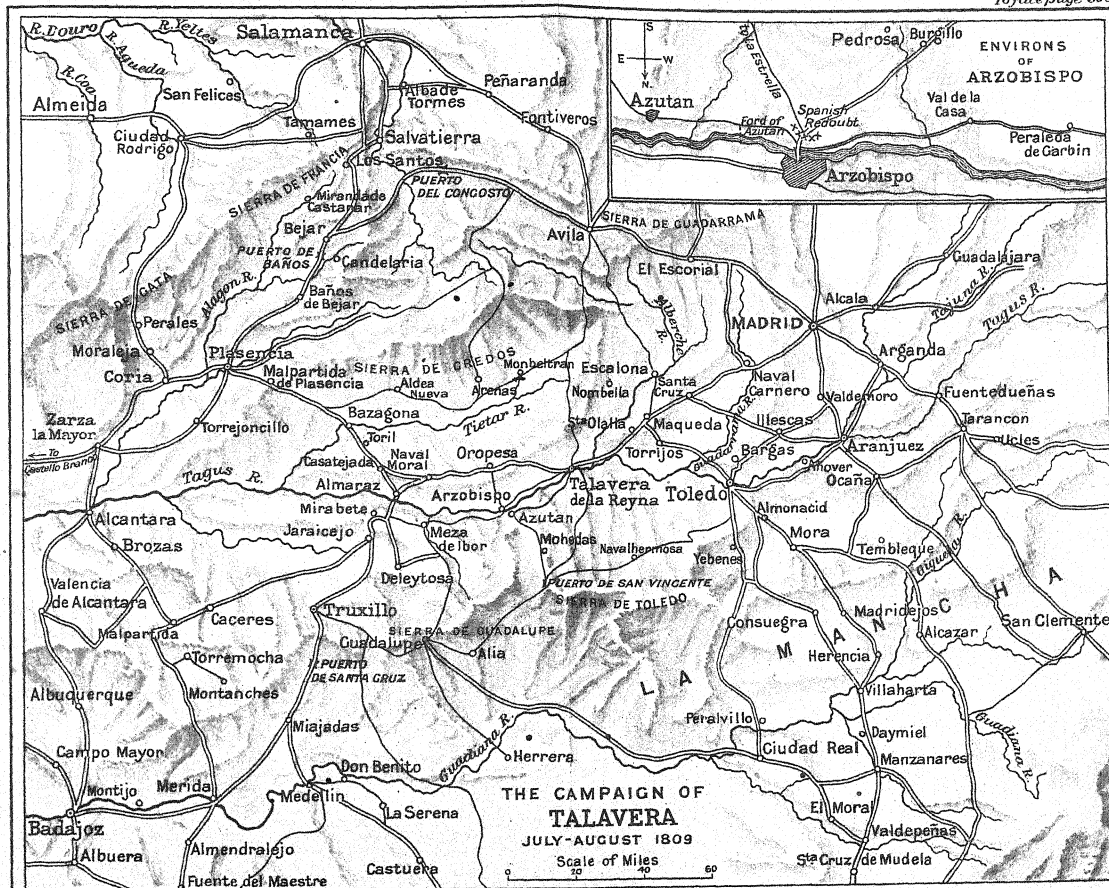 R. Douro
R. Yeltes
R. Agueda
R. Coa
Salamanca
San Felices
Almeida
Ciudad
Rodrigo
Tamames
Alba de
Tormes
Peñaranda
Fontiveros
Salvatierra
Los Santos
SIERRA DE FRANCIA
PUERTO
DEL CONGOSTO
Miranda de
Castanar
Bejar
PUERTO DE
BAÑOS
Candelaria
Avila
SIERRA DE GUADARRAMA
El Escorial
Guadalajara
Alcala
Tajuna R.
Tagus R.
Alagon R.
Baños
de Bejar
SIERRA DE GATA
Perales
Moraleja
Coria
Plasencia
Malpartida
de Plasencia
SIERRA DE GREDOS
Monbeltran
Aldea
Nueva
Arenas
Escalona
Nombella
Alberche
R.
MADRID
Arganda
Santa
Cruz
Naval
Carnero
Valdemoro
Fuentedueñas
Tarancon
Ucles
Zarza
la Mayor
To
Castello Branco
Torrejoncillo
Bazagona
Toril
Tietar R.
Sta Olalla
Maqueda
Torrijos
Guadarama R.
Illescas
Bargas
Aranjuez
Anover
Ocaña
Casatejada
Naval
Moral
Oropesa
Tagus R.
Almaraz
Arzobispo
Talavera
de la Reyna
Toledo
Alcantara
Mirabete
Azutan
Almonacid
Jaraicejo
Meza
de Ibor
Mohedas
Navalhermosa
Yebenes
Mora
Tembleque
Giguela R.
Brozas
Deleytosa
PUERTO DE SAN VINCENTE
SIERRA DE TOLEDO
Valencia
de Alcantara
Malpartida
Caceres
Truxillo
Guadalupe
SIERRA DE GUADALUPE
Alia
Consuegra
Madridejos
Alcazar
San Clemente
LA MANCHA
Herencia
Torremocha
Montanches
PUERTO
DE SANTA CRUZ
Albuquerque
Miajadas
Villaharta
Guadiana R.
Peralvillo
Daymiel
Ciudad Real
Manzanares
Campo Mayor
Montijo
Merida
Don Benito
Medellin
Guadiana R.
Herrera
La Serena
El Moral
Valdepeñas
Badajoz
Albuera
Almendralejo
Fuente del Maestre
Castuera
Sta Cruz de Mudela
THE CAMPAIGN OF
TALAVERA
JULY-AUGUST 1809
Scale of Miles
0 20 40 60
ENVIRONS
OF
ARZOBISPO
S
E W
N
To La Estrella
Pedrosa
Burgillo
Azutan
Ford of
Azutan
Spanish
Redoubt
Val de la
Casa
Peraleda
de Garbin
Arzobispo